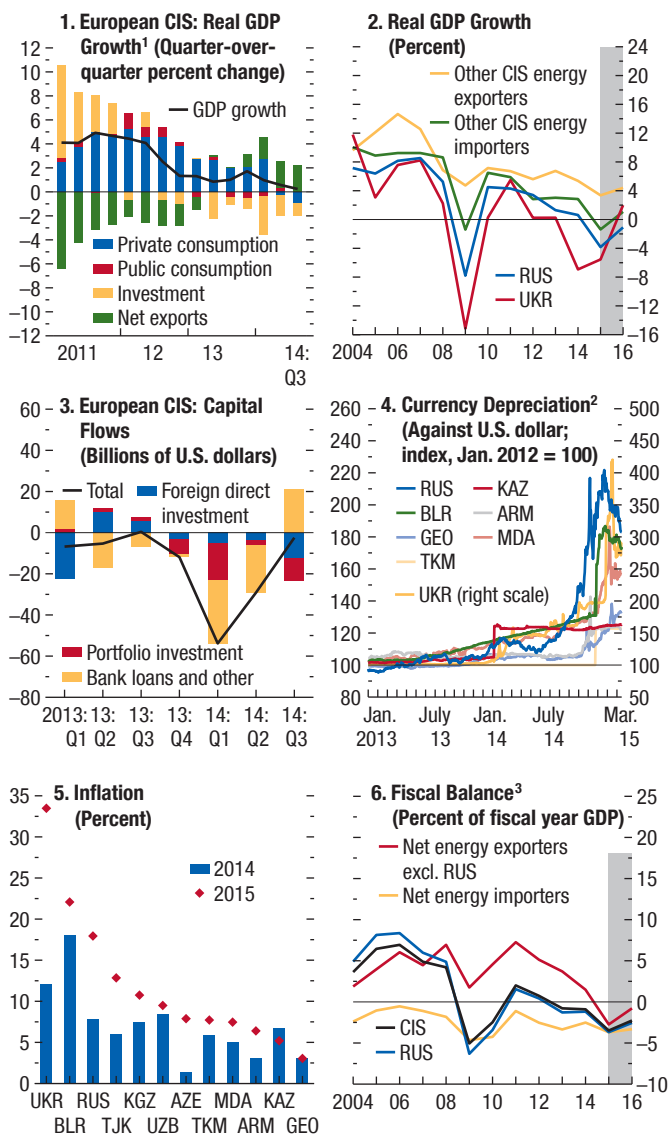 1. European CIS: Real GDP
Growth¹ (Quarter-over-
quarter percent change)
12
10
8
6
4
2
0
−2
−4
−6
−8
−10
−12
GDP growth
Private consumption
Public consumption
Investment
Net exports
2011
12
13
14:
Q3
2. Real GDP Growth
(Percent)
Other CIS energy
exporters
Other CIS energy
importers
RUS
UKR
24
20
16
12
8
4
0
−4
−8
−12
−16
2004 06 08 10 12 14 16
3. European CIS: Capital
Flows
(Billions of U.S. dollars)
60
40
20
0
−20
−40
−60
−80
Total
Foreign direct
investment
Portfolio investment
Bank loans and other
2013:
Q1
13:
Q2
13:
Q3
13:
Q4
14:
Q1
14:
Q2
14:
Q3
4. Currency Depreciation²
(Against U.S. dollar;
index, Jan. 2012 = 100)
260
240
220
200
180
160
140
120
100
80
RUS
KAZ
BLR
ARM
GEO
MDA
TKM
UKR (right scale)
500
450
400
350
300
250
200
150
100
50
Jan.
2013
July
13
Jan.
14
July
14
Mar.
15
5. Inflation
(Percent)
35
30
25
20
15
10
5
0
2014
2015
UKR RUS KGZ AZE MDA KAZ
BLR TJK UZB TKM ARM GEO
6. Fiscal Balance³
(Percent of fiscal year GDP)
Net energy exporters
excl. RUS
Net energy importers
CIS
RUS
25
20
15
10
5
0
−5
−10
2004 06 08 10 12 14 16